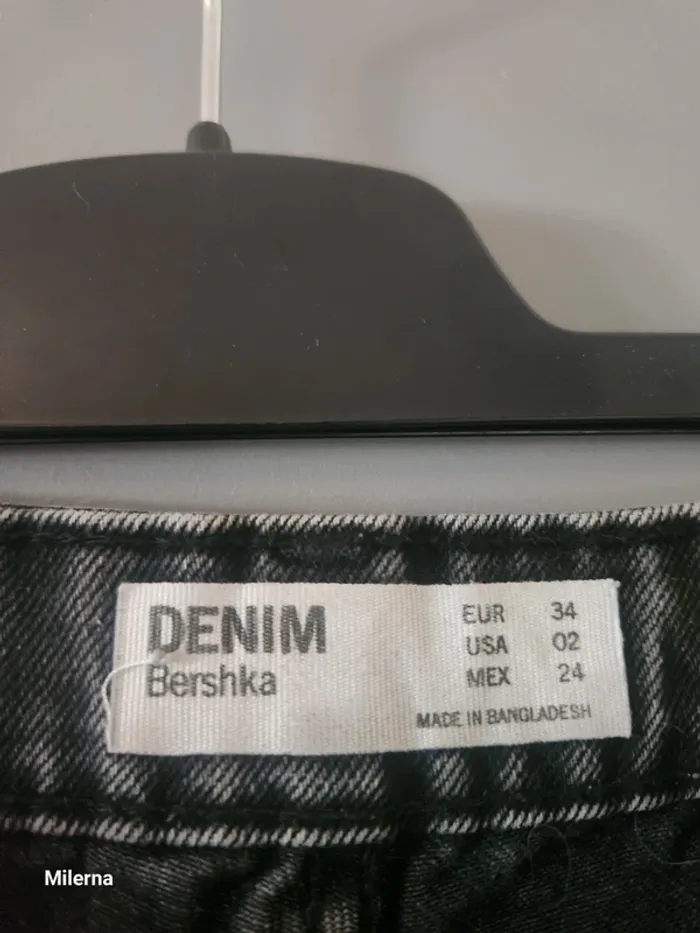 DENIM
Bershka
EUR 34
USA 02
MEX 24
MADE IN BANGLADESH
Milerna